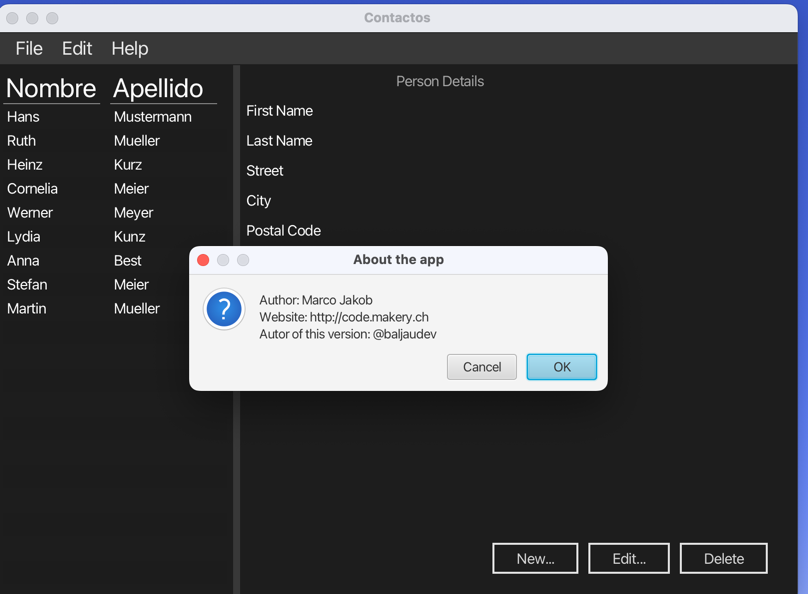 Contactos
File Edit Help
Nombre Apellido
Hans Mustermann
Ruth Mueller
Heinz Kurz
Cornelia Meier
Werner Meyer
Lydia Kunz
Anna Best
Stefan Meier
Martin Mueller
Person Details
First Name
Last Name
Street
City
Postal Code
About the app
?
Author: Marco Jakob
Website: http://code.makery.ch
Autor of this version: @baljaudev
Cancel OK
New... Edit... Delete